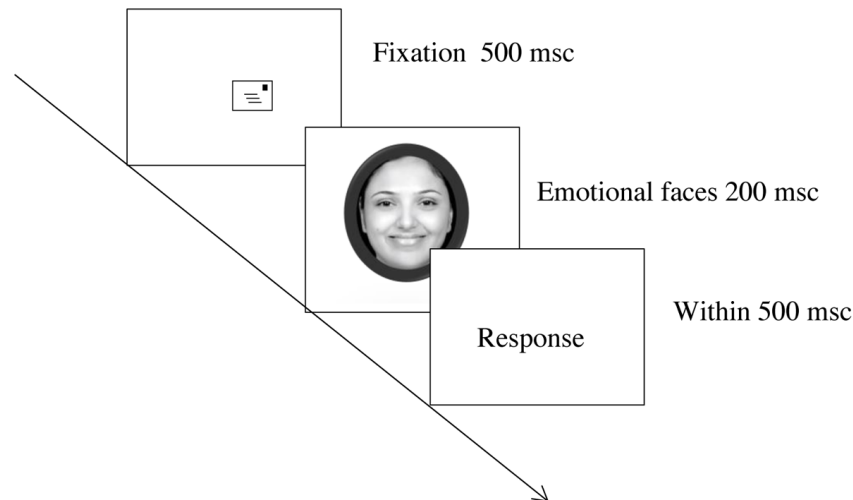 Fixation 500 msc
Emotional faces 200 msc
Within 500 msc
Response